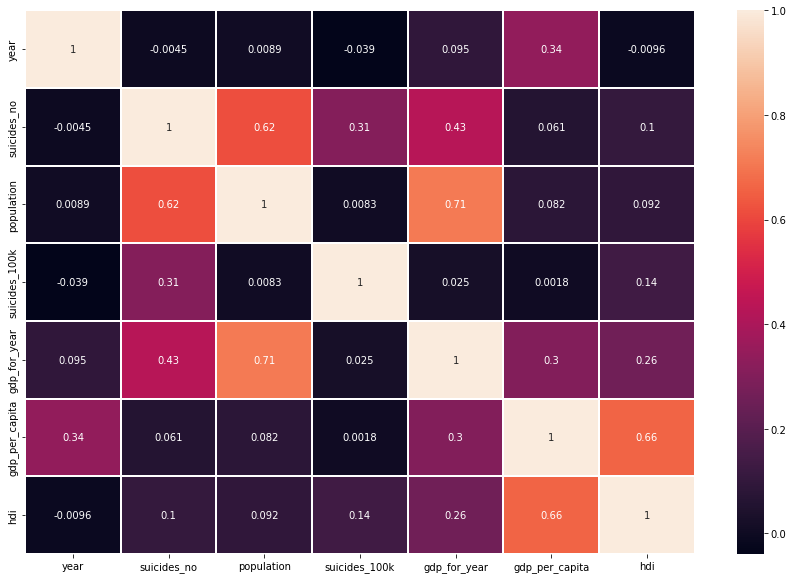 year 1 -0.0045 0.0089 -0.039 0.095 0.34 -0.0096
suicides_no -0.0045 1 0.62 0.31 0.43 0.061 0.1
population 0.0089 0.62 1 0.0083 0.71 0.082 0.092
suicides_100k -0.039 0.31 0.0083 1 0.025 0.0018 0.14
gdp_for_year 0.095 0.43 0.71 0.025 1 0.3 0.26
gdp_per_capita 0.34 0.061 0.082 0.0018 0.3 1 0.66
hdi -0.0096 0.1 0.092 0.14 0.26 0.66 1
year suicides_no population suicides_100k gdp_for_year gdp_per_capita hdi
1.0
0.8
0.6
0.4
0.2
0.0